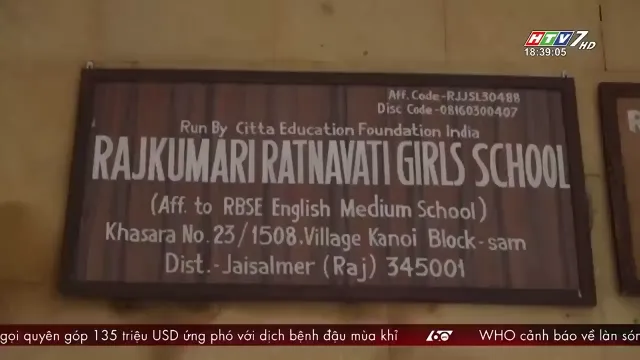 HTV7 HD
18:39:05
Aff. Code-RJJSL30488
Disc Code-08160300407
Run By Citta Education Foundation India
RAJKUMARI RATNAVATI GIRLS SCHOOL
(Aff. to RBSE English Medium School)
Khasara No. 23/1508.Village Kanoi Block-sam
Dist.-Jaisalmer (Raj) 345001
gọi quyên góp 135 triệu USD ứng phó với dịch bệnh đậu mùa khỉ
60 WHO cảnh báo về làn són